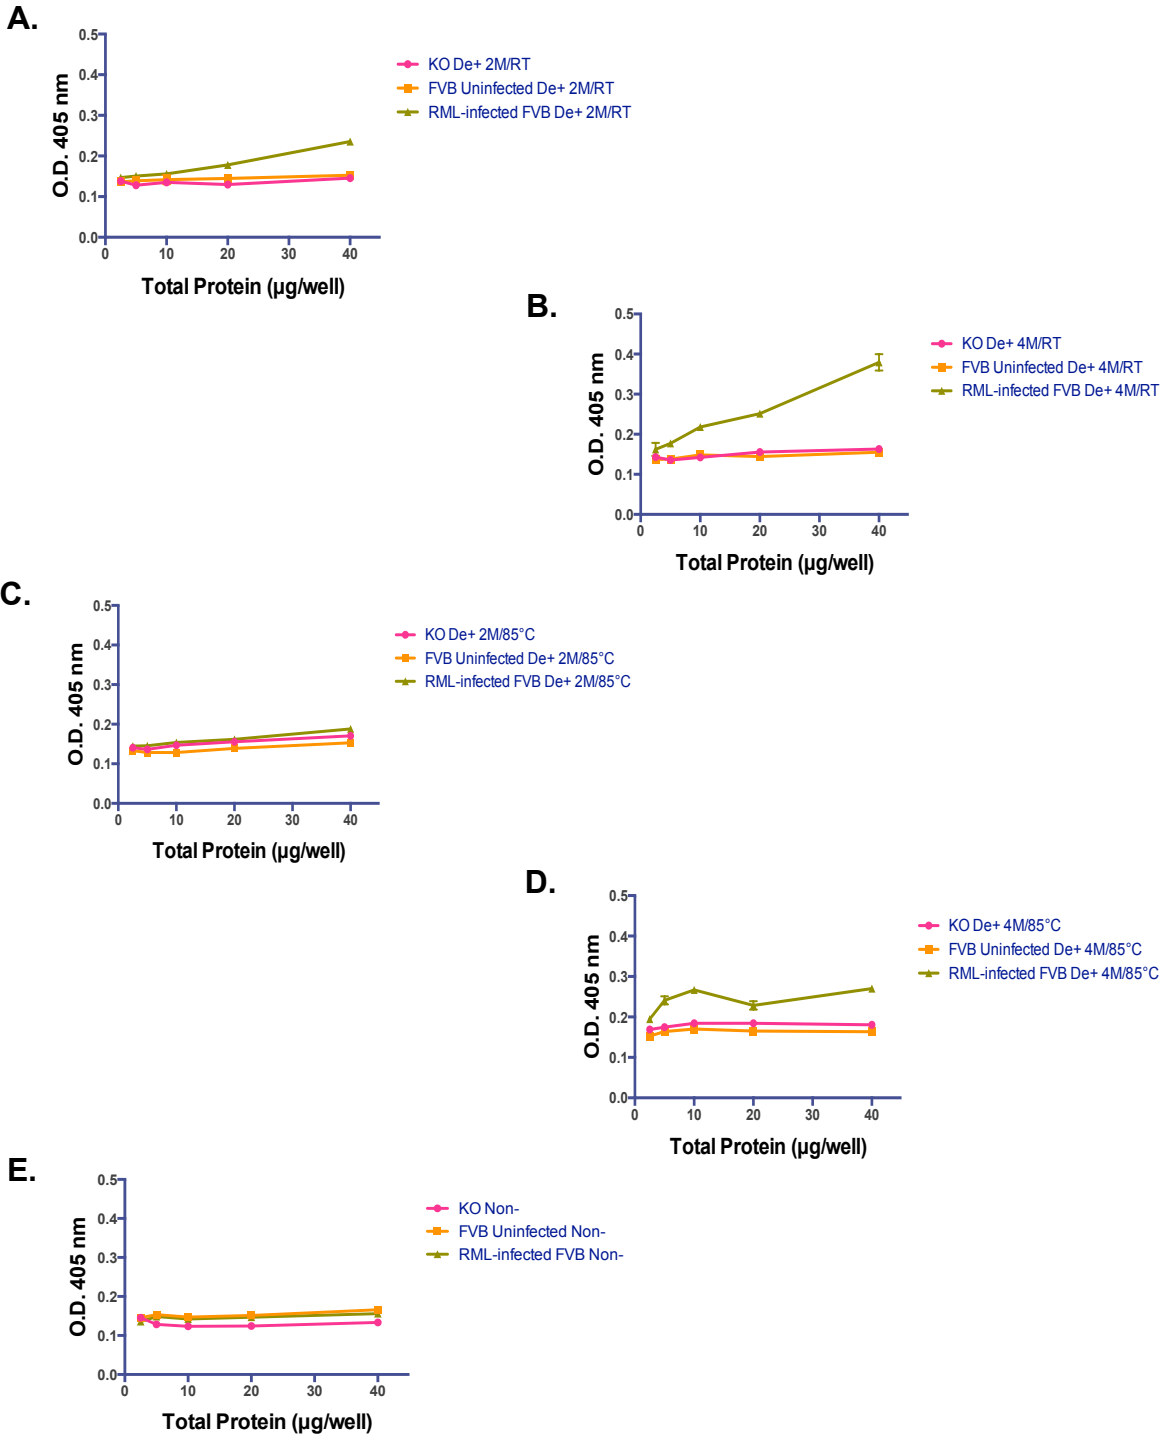 A.
0.5
0.4
0.3
0.2
0.1
0.0
O.D. 405 nm
0 10 20 30 40
Total Protein (µg/well)
KO De+ 2M/RT
FVB Uninfected De+ 2M/RT
RML-infected FVB De+ 2M/RT
B.
0.5
0.4
0.3
0.2
0.1
0.0
O.D. 405 nm
0 10 20 30 40
Total Protein (µg/well)
KO De+ 4M/RT
FVB Uninfected De+ 4M/RT
RML-infected FVB De+ 4M/RT
C.
0.5
0.4
0.3
0.2
0.1
0.0
O.D. 405 nm
0 10 20 30 40
Total Protein (µg/well)
KO De+ 2M/85°C
FVB Uninfected De+ 2M/85°C
RML-infected FVB De+ 2M/85°C
D.
0.5
0.4
0.3
0.2
0.1
0.0
O.D. 405 nm
0 10 20 30 40
Total Protein (µg/well)
KO De+ 4M/85°C
FVB Uninfected De+ 4M/85°C
RML-infected FVB De+ 4M/85°C
E.
0.5
0.4
0.3
0.2
0.1
0.0
O.D. 405 nm
0 10 20 30 40
Total Protein (µg/well)
KO Non-
FVB Uninfected Non-
RML-infected FVB Non-